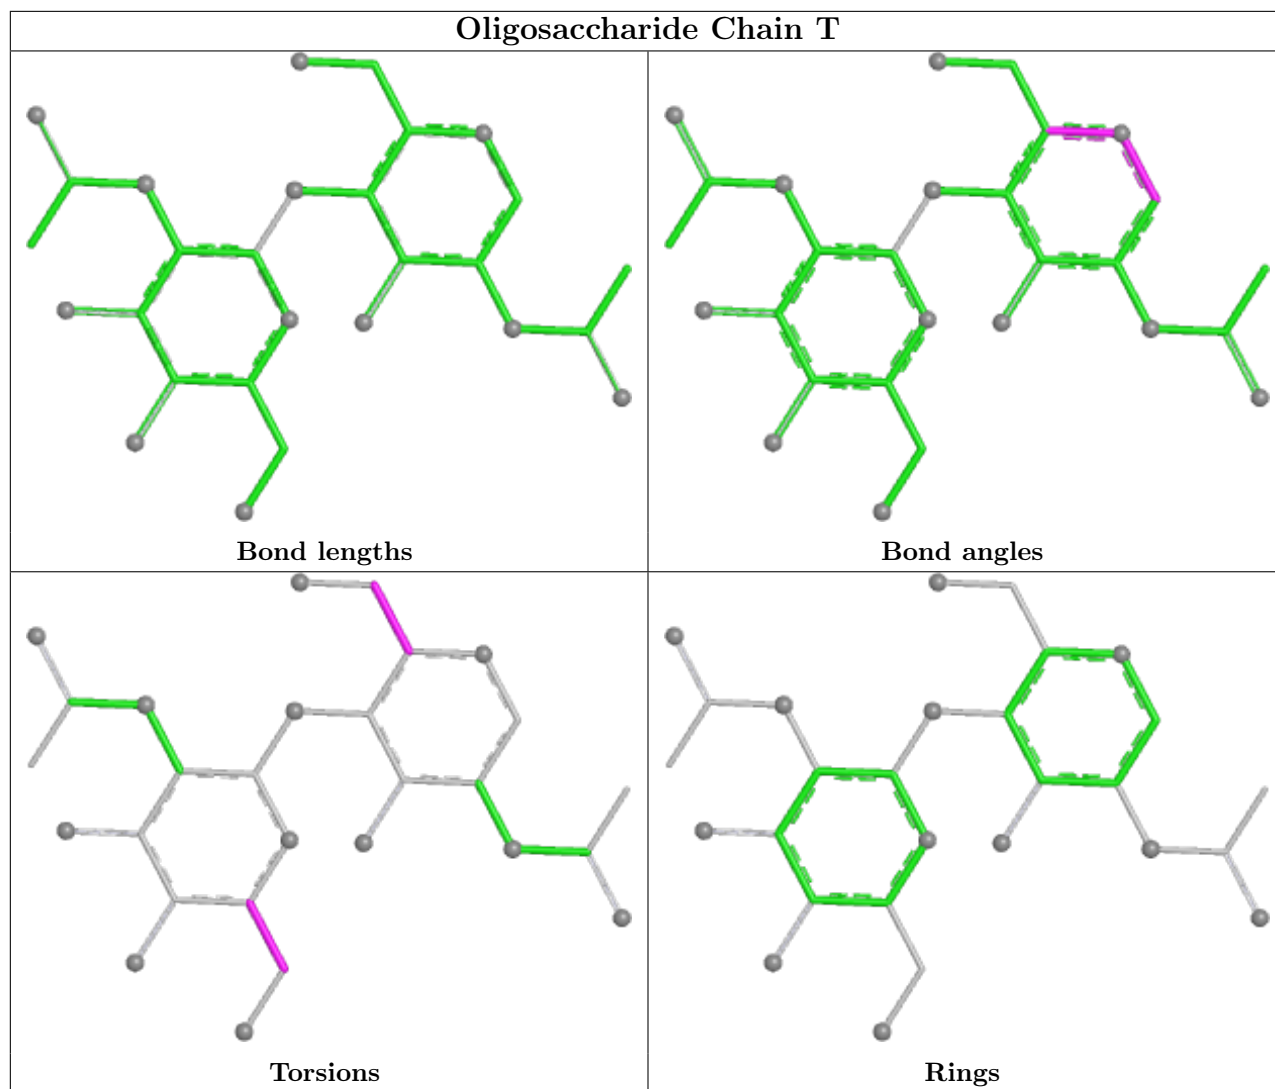 Oligosaccharide Chain T
Bond lengths
Bond angles
Torsions
Rings